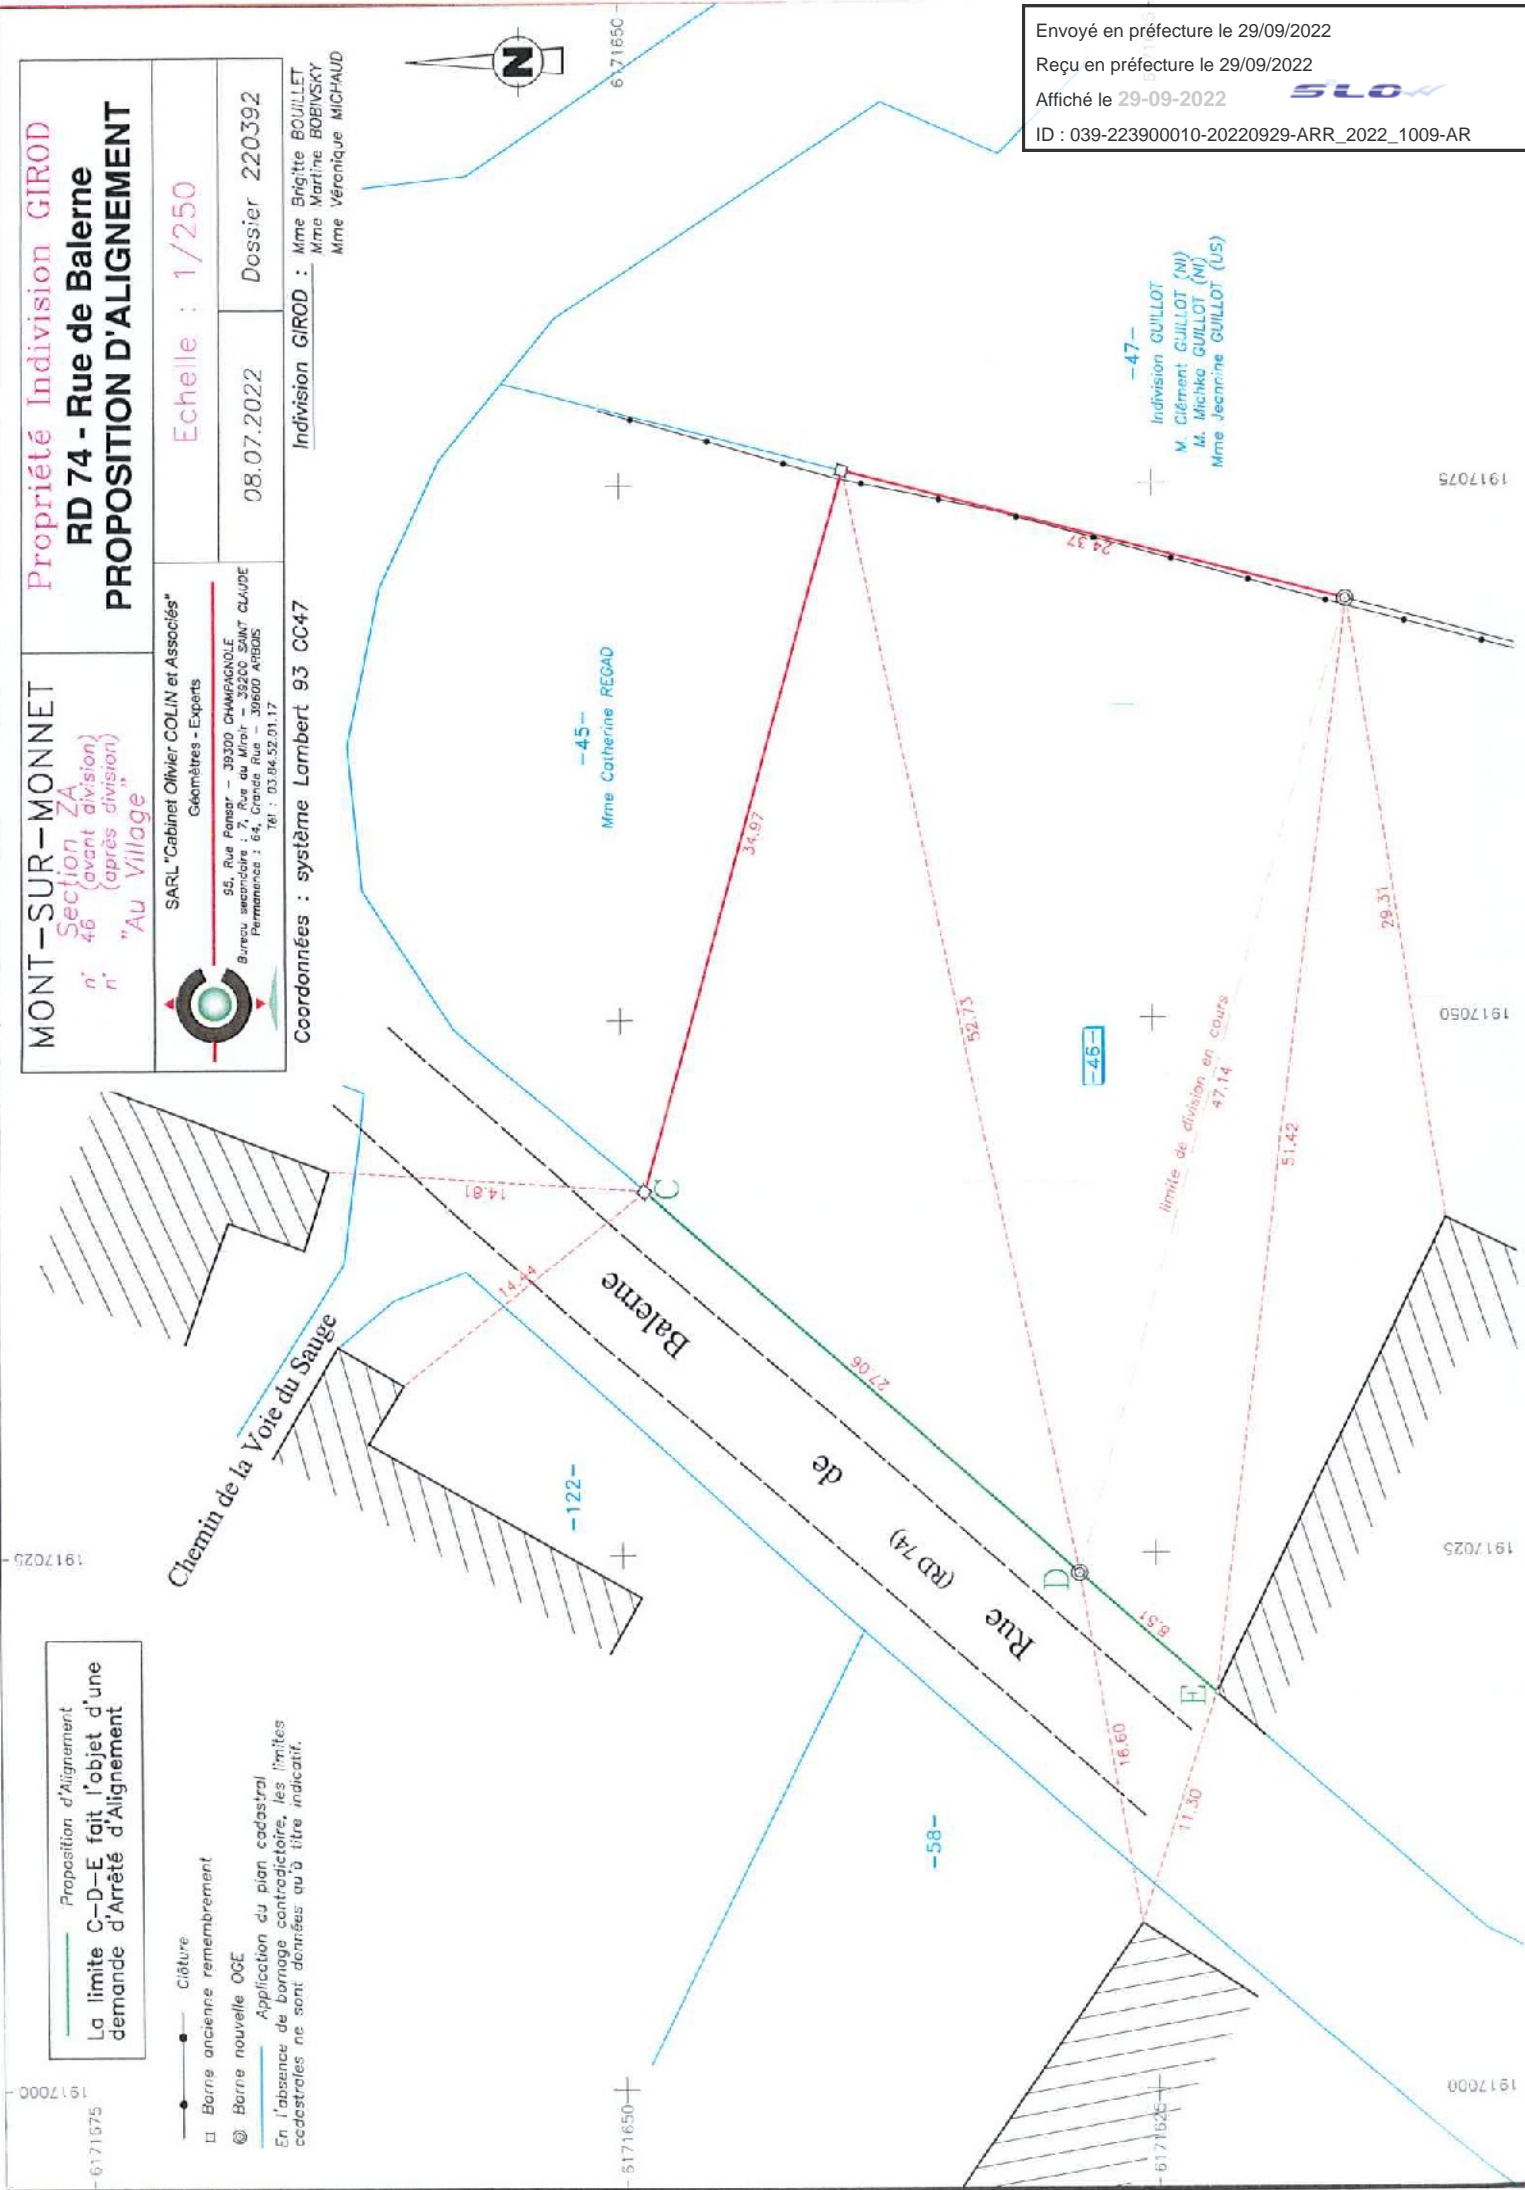 Envoyé en préfecture le 29/09/2022
Reçu en préfecture le 29/09/2022
Affiché le 29-09-2022
SLOW
ID : 039-223900010-20220929-ARR_2022_1009-AR
MONT-SUR-MONNET
Section ZA
n° 46 (avant division)
n° (après division)
"Au Village"
Propriété Indivision GIROD
RD 74 - Rue de Balerne
PROPOSITION D'ALIGNEMENT
SARL "Cabinet Olivier COLIN et Associés"
Géomètres - Experts
95, Rue Ponsar - 39300 CHAMPAGNOLE
Bureau secondaire : 7, Rue du Miroir - 39200 SAINT CLAUDE
Permanence : 64, Grande Rue - 39600 ARBOIS
Tél : 03.84.52.01.17
Echelle : 1/250
08.07.2022
Dossier 220392
Coordonnées : système Lambert 93 CC47
Indivision GIROD : Mme Brigitte BOUILLET
Mme Martine BOBIVSKY
Mme Véronique MICHAUD
N
Proposition d'Alignement
La limite C-D-E fait l'objet d'une
demande d'Arrêté d'Alignement
Clôture
Borne ancienne remembrement
Borne nouvelle OGE
Application du plan cadastral
En l'absence de bornage contradictoire, les limites
cadastrales ne sont données qu'à titre indicatif.
1917000
1917025
6171675
6171650
6171650
6171625
1917000
1917025
1917050
1917075
Chemin de la Voie du Sauge
-122-
-58-
-45-
Mme Catherine REGAD
-46-
-47-
Indivision GUILLOT
M. Clément GUILLOT (NI)
M. Michka GUILLOT (NI)
Mme Jeannine GUILLOT (US)
Rue de Balerne
(RD 74)
C
D
E
14.81
14.44
34.97
24.37
27.06
8.51
52.73
limite de division en cours
47.14
51.42
29.31
16.60
11.30